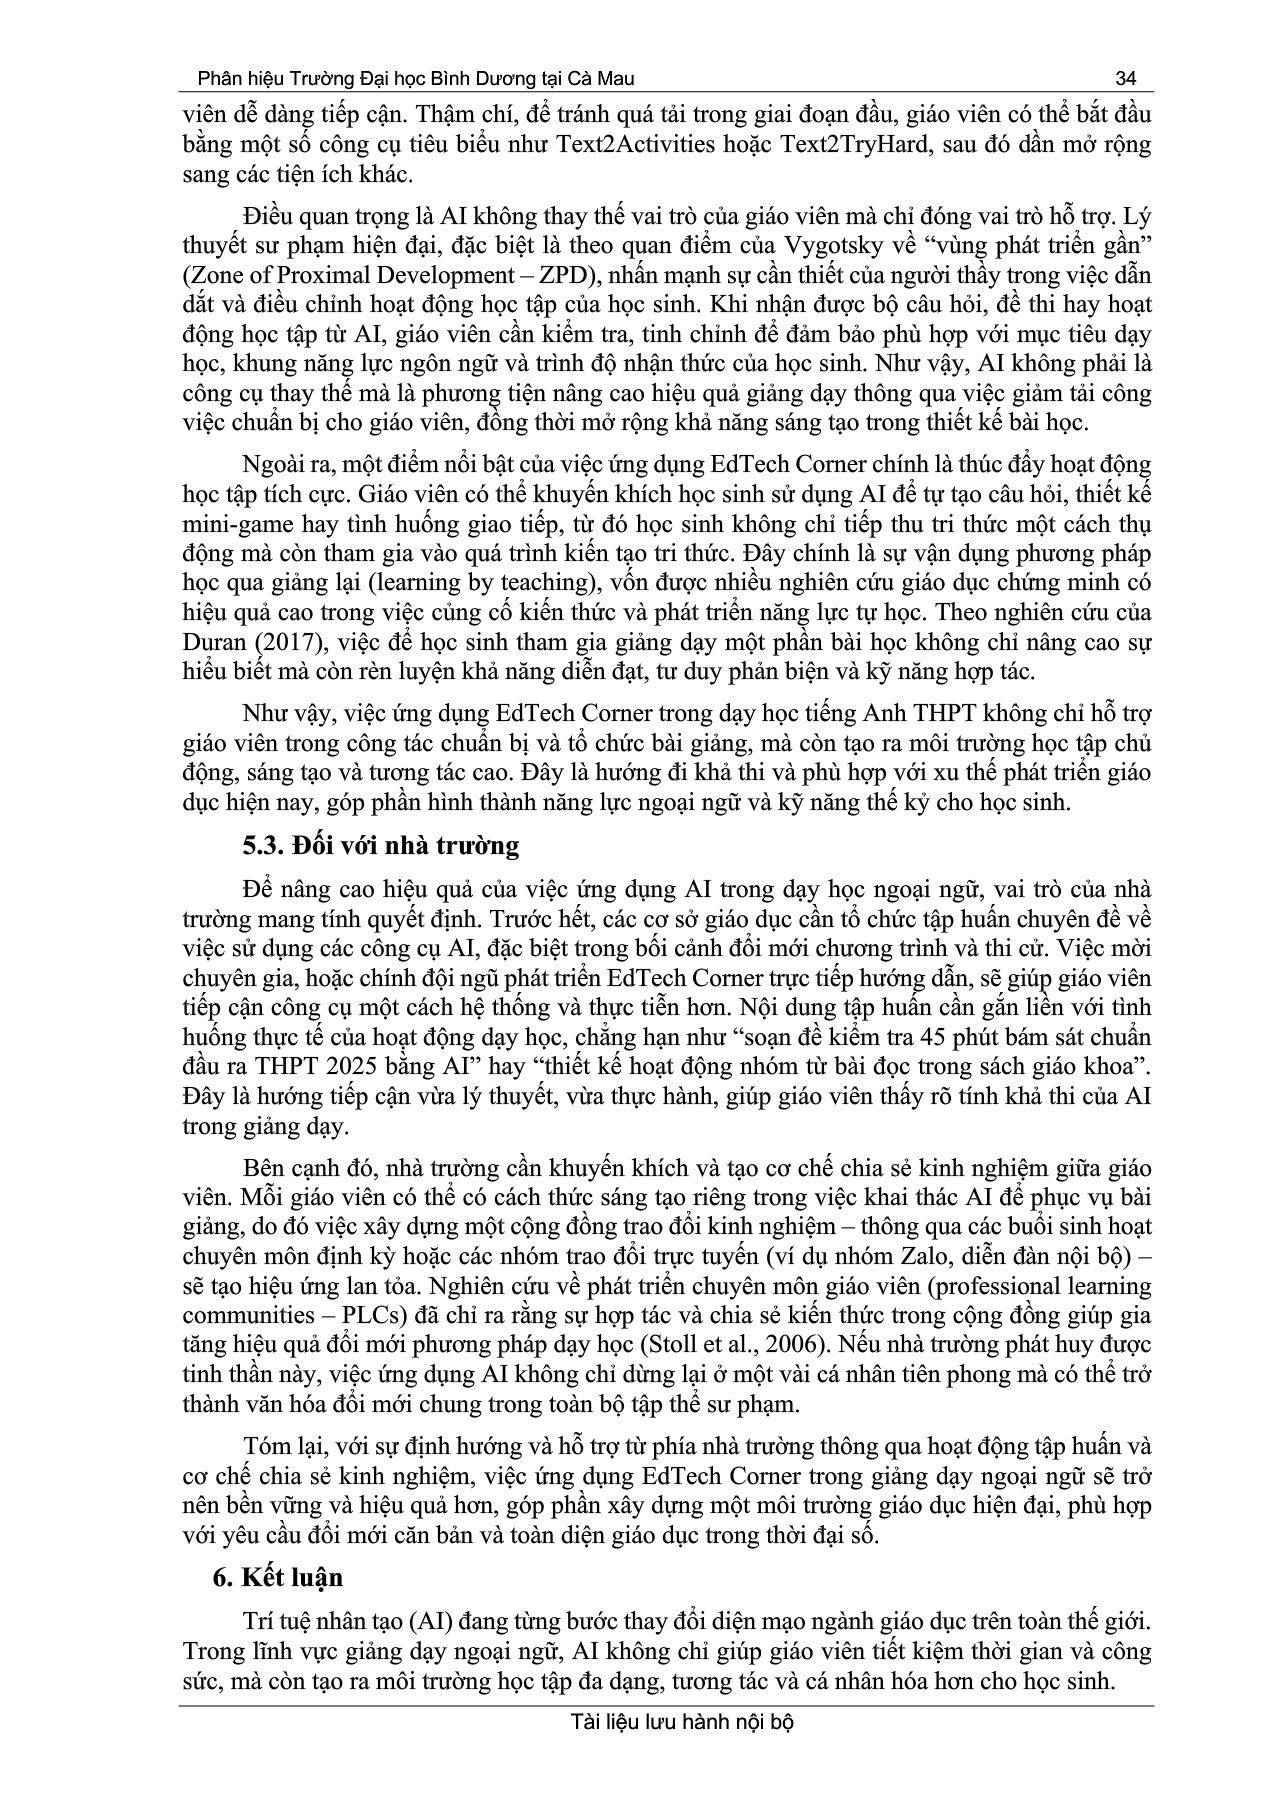 Phân hiệu Trường Đại học Bình Dương tại Cà Mau 34
viên dễ dàng tiếp cận. Thậm chí, để tránh quá tải trong giai đoạn đầu, giáo viên có thể bắt đầu
bằng một số công cụ tiêu biểu như Text2Activities hoặc Text2TryHard, sau đó dần mở rộng
sang các tiện ích khác.
Điều quan trọng là AI không thay thế vai trò của giáo viên mà chỉ đóng vai trò hỗ trợ. Lý
thuyết sư phạm hiện đại, đặc biệt là theo quan điểm của Vygotsky về “vùng phát triển gần”
(Zone of Proximal Development – ZPD), nhấn mạnh sự cần thiết của người thầy trong việc dẫn
dắt và điều chỉnh hoạt động học tập của học sinh. Khi nhận được bộ câu hỏi, đề thi hay hoạt
động học tập từ AI, giáo viên cần kiểm tra, tinh chỉnh để đảm bảo phù hợp với mục tiêu dạy
học, khung năng lực ngôn ngữ và trình độ nhận thức của học sinh. Như vậy, AI không phải là
công cụ thay thế mà là phương tiện nâng cao hiệu quả giảng dạy thông qua việc giảm tải công
việc chuẩn bị cho giáo viên, đồng thời mở rộng khả năng sáng tạo trong thiết kế bài học.
Ngoài ra, một điểm nổi bật của việc ứng dụng EdTech Corner chính là thúc đẩy hoạt động
học tập tích cực. Giáo viên có thể khuyến khích học sinh sử dụng AI để tự tạo câu hỏi, thiết kế
mini-game hay tình huống giao tiếp, từ đó học sinh không chỉ tiếp thu tri thức một cách thụ
động mà còn tham gia vào quá trình kiến tạo tri thức. Đây chính là sự vận dụng phương pháp
học qua giảng lại (learning by teaching), vốn được nhiều nghiên cứu giáo dục chứng minh có
hiệu quả cao trong việc củng cố kiến thức và phát triển năng lực tự học. Theo nghiên cứu của
Duran (2017), việc để học sinh tham gia giảng dạy một phần bài học không chỉ nâng cao sự
hiểu biết mà còn rèn luyện khả năng diễn đạt, tư duy phản biện và kỹ năng hợp tác.
Như vậy, việc ứng dụng EdTech Corner trong dạy học tiếng Anh THPT không chỉ hỗ trợ
giáo viên trong công tác chuẩn bị và tổ chức bài giảng, mà còn tạo ra môi trường học tập chủ
động, sáng tạo và tương tác cao. Đây là hướng đi khả thi và phù hợp với xu thế phát triển giáo
dục hiện nay, góp phần hình thành năng lực ngoại ngữ và kỹ năng thế kỷ cho học sinh.
5.3. Đối với nhà trường
Để nâng cao hiệu quả của việc ứng dụng AI trong dạy học ngoại ngữ, vai trò của nhà
trường mang tính quyết định. Trước hết, các cơ sở giáo dục cần tổ chức tập huấn chuyên đề về
việc sử dụng các công cụ AI, đặc biệt trong bối cảnh đổi mới chương trình và thi cử. Việc mời
chuyên gia, hoặc chính đội ngũ phát triển EdTech Corner trực tiếp hướng dẫn, sẽ giúp giáo viên
tiếp cận công cụ một cách hệ thống và thực tiễn hơn. Nội dung tập huấn cần gắn liền với tình
huống thực tế của hoạt động dạy học, chẳng hạn như “soạn đề kiểm tra 45 phút bám sát chuẩn
đầu ra THPT 2025 bằng AI” hay “thiết kế hoạt động nhóm từ bài đọc trong sách giáo khoa”.
Đây là hướng tiếp cận vừa lý thuyết, vừa thực hành, giúp giáo viên thấy rõ tính khả thi của AI
trong giảng dạy.
Bên cạnh đó, nhà trường cần khuyến khích và tạo cơ chế chia sẻ kinh nghiệm giữa giáo
viên. Mỗi giáo viên có thể có cách thức sáng tạo riêng trong việc khai thác AI để phục vụ bài
giảng, do đó việc xây dựng một cộng đồng trao đổi kinh nghiệm – thông qua các buổi sinh hoạt
chuyên môn định kỳ hoặc các nhóm trao đổi trực tuyến (ví dụ nhóm Zalo, diễn đàn nội bộ) –
sẽ tạo hiệu ứng lan tỏa. Nghiên cứu về phát triển chuyên môn giáo viên (professional learning
communities – PLCs) đã chỉ ra rằng sự hợp tác và chia sẻ kiến thức trong cộng đồng giúp gia
tăng hiệu quả đổi mới phương pháp dạy học (Stoll et al., 2006). Nếu nhà trường phát huy được
tinh thần này, việc ứng dụng AI không chỉ dừng lại ở một vài cá nhân tiên phong mà có thể trở
thành văn hóa đổi mới chung trong toàn bộ tập thể sư phạm.
Tóm lại, với sự định hướng và hỗ trợ từ phía nhà trường thông qua hoạt động tập huấn và
cơ chế chia sẻ kinh nghiệm, việc ứng dụng EdTech Corner trong giảng dạy ngoại ngữ sẽ trở
nên bền vững và hiệu quả hơn, góp phần xây dựng một môi trường giáo dục hiện đại, phù hợp
với yêu cầu đổi mới căn bản và toàn diện giáo dục trong thời đại số.
6. Kết luận
Trí tuệ nhân tạo (AI) đang từng bước thay đổi diện mạo ngành giáo dục trên toàn thế giới.
Trong lĩnh vực giảng dạy ngoại ngữ, AI không chỉ giúp giáo viên tiết kiệm thời gian và công
sức, mà còn tạo ra môi trường học tập đa dạng, tương tác và cá nhân hóa hơn cho học sinh.
Tài liệu lưu hành nội bộ